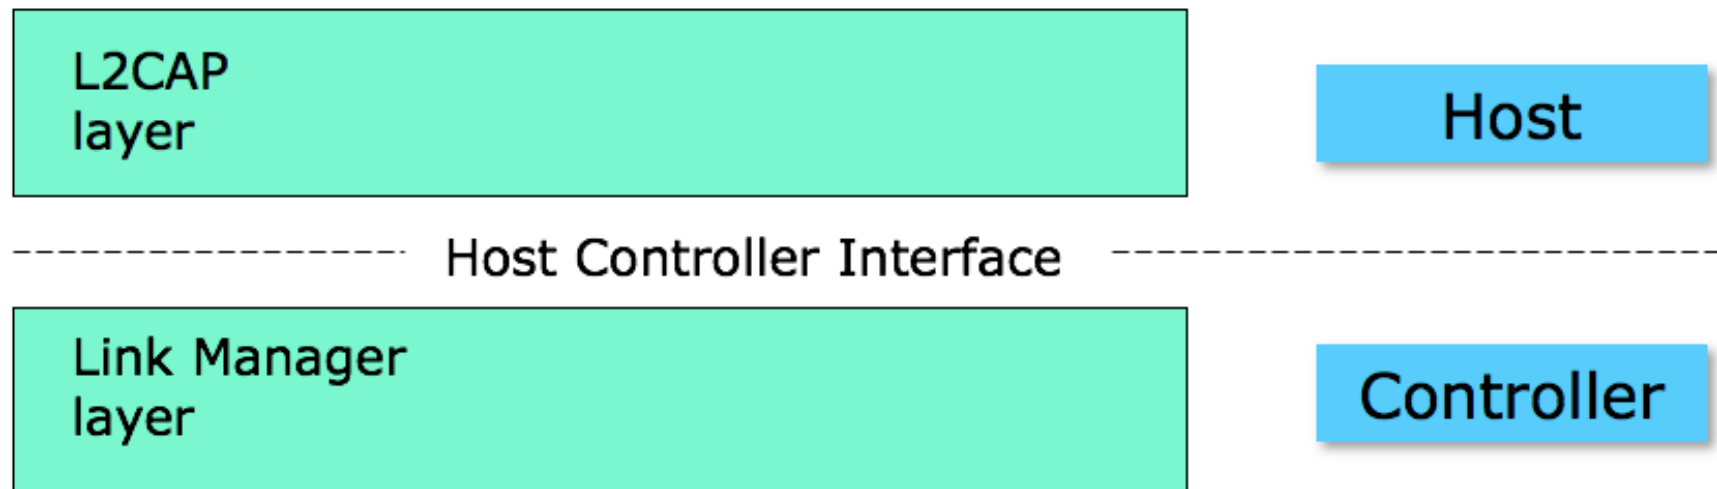 L2CAP
layer
Host
Host Controller Interface
Link Manager
layer
Controller